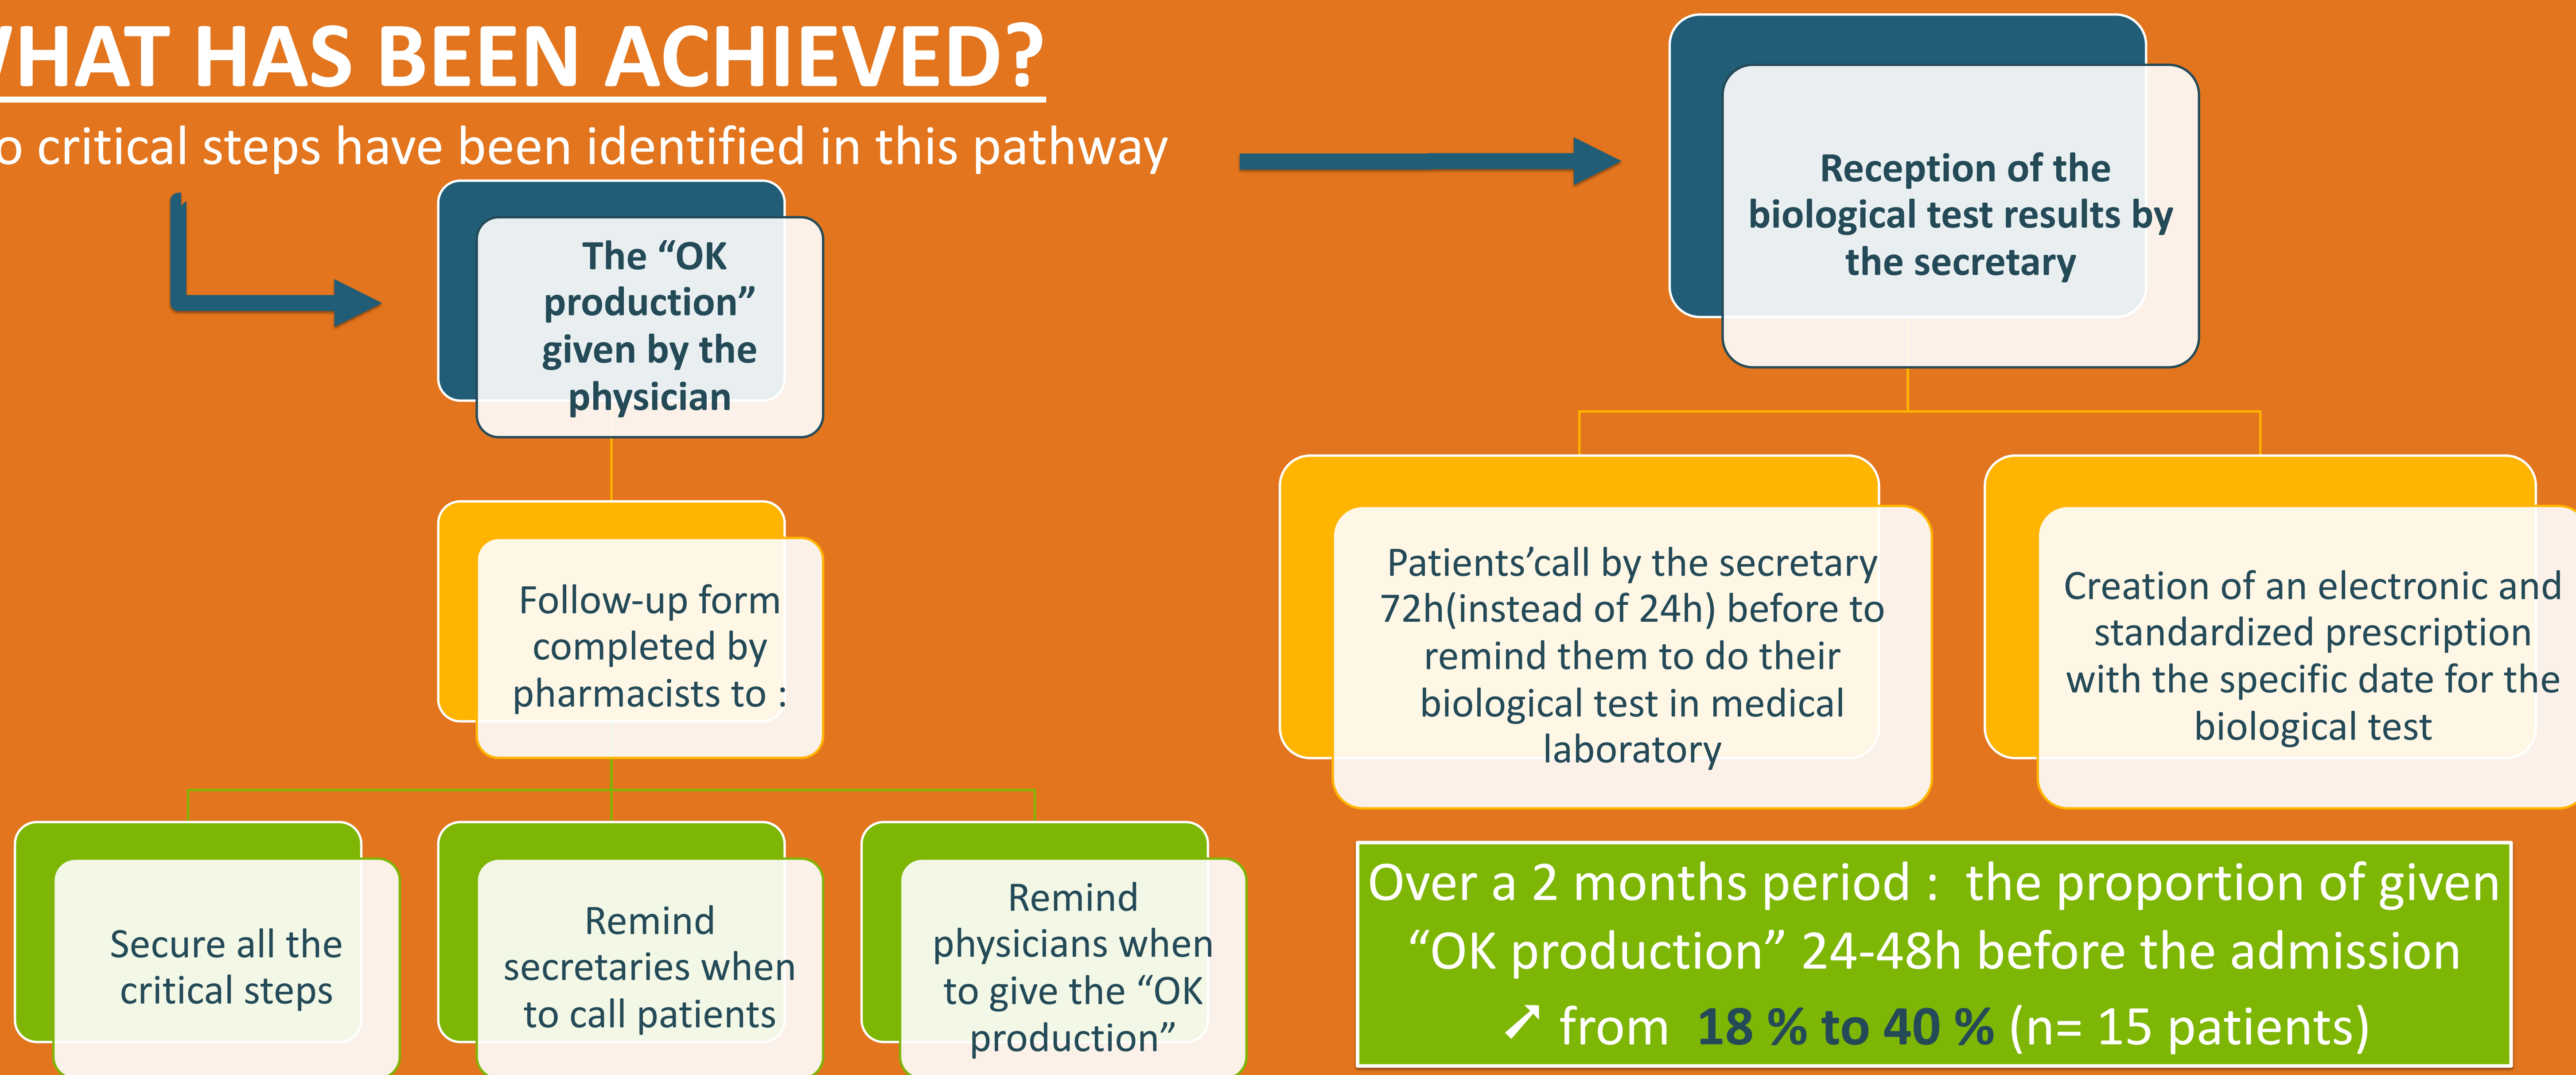 WHAT HAS BEEN ACHIEVED?
o critical steps have been identified in this pathway
The “OK
production”
given by the
physician
Follow-up form
completed by
pharmacists to :
Secure all the
critical steps
Remind
secretaries when
to call patients
Remind
physicians when
to give the “OK
production”
Reception of the
biological test results by
the secretary
Patients’call by the secretary
72h(instead of 24h) before to
remind them to do their
biological test in medical
laboratory
Creation of an electronic and
standardized prescription
with the specific date for the
biological test
Over a 2 months period : the proportion of given
“OK production” 24-48h before the admission
➚ from 18 % to 40 % (n= 15 patients)